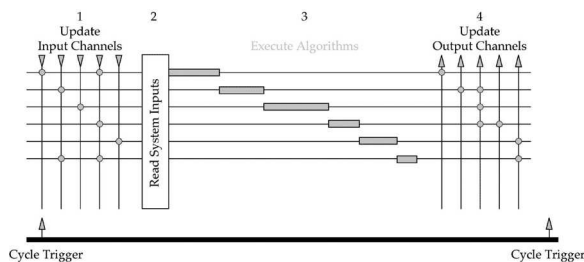 1
Update
Input Channels
2
Read System Inputs
3
Execute Algorithms
4
Update
Output Channels
Cycle Trigger
Cycle Trigger